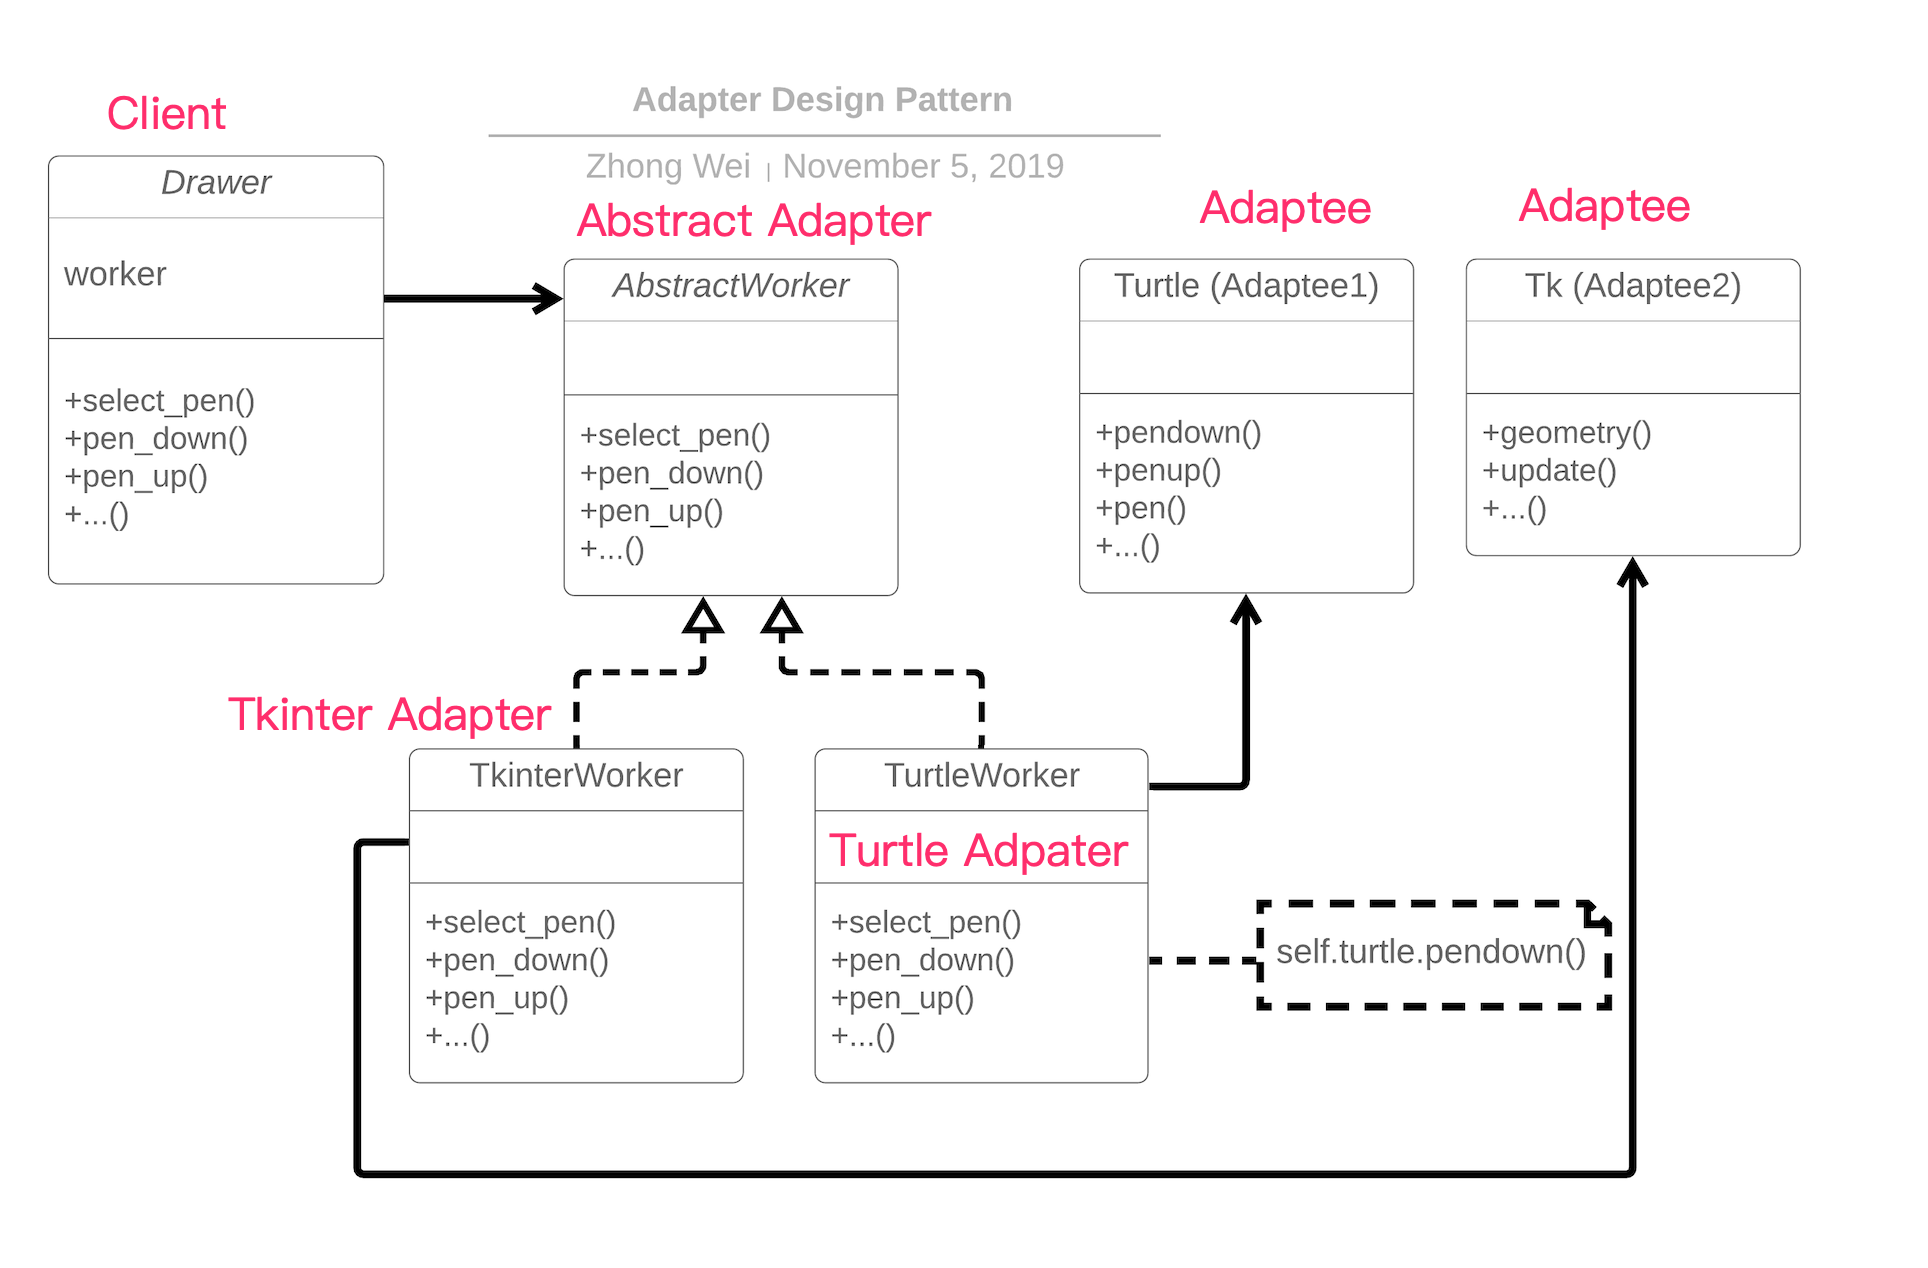 Adapter Design Pattern
Zhong Wei | November 5, 2019
Client
Drawer
worker
+select_pen()
+pen_down()
+pen_up()
+...()
Abstract Adapter
AbstractWorker
+select_pen()
+pen_down()
+pen_up()
+...()
Adaptee
Turtle (Adaptee1)
+pendown()
+penup()
+pen()
+...()
Adaptee
Tk (Adaptee2)
+geometry()
+update()
+...()
Tkinter Adapter
TkinterWorker
+select_pen()
+pen_down()
+pen_up()
+...()
TurtleWorker
Turtle Adpater
+select_pen()
+pen_down()
+pen_up()
+...()
self.turtle.pendown()